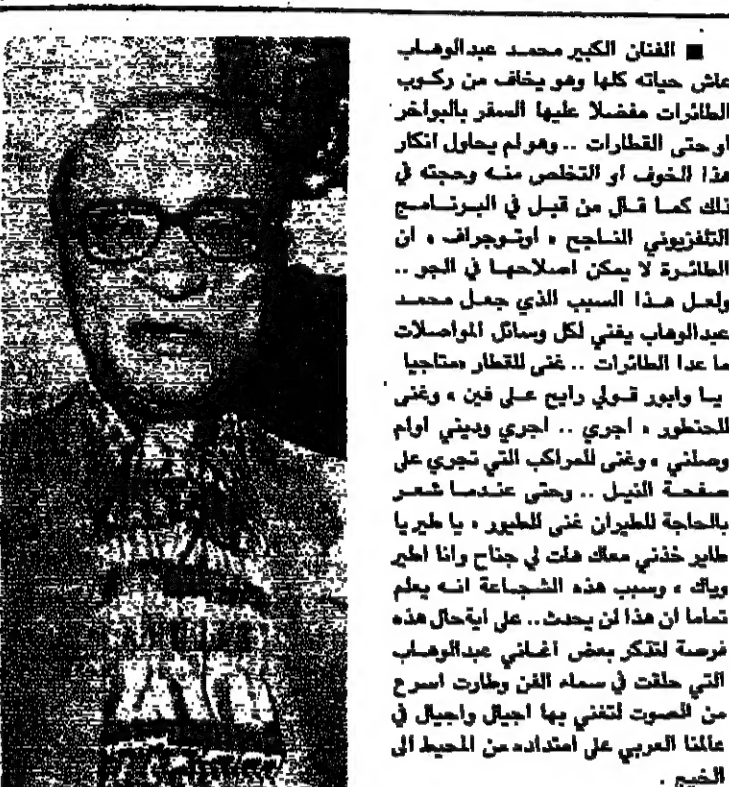 ■ الفنان الكبير محمد عبدالوهاب
عاش حياته كلها وهو يخاف من ركوب
الطائرات مفضلا عليها السفر بالبواخر
او حتى القطارات .. وهو لم يحاول انكار
هذا الخوف او التخلص منه وحجته في
ذلك كما قال من قبل في البرنامج
التلفزيوني الناجح « اوتوجراف » ان
الطائرة لا يمكن اصلاحها في الجو ..
ولعل هذا السبب الذي جعل محمد
عبدالوهاب يغني لكل وسائل المواصلات
ما عدا الطائرات .. غنى للقطار مناجيا
يا وابور قولي رايح على فين » وغنى
للحنطور « اجري .. اجري وديني اوام
وصلني » وغنى للمراكب التي تجري على
صفحة النيل .. وحتى عندما شعر
بالحاجة للطيران غنى للطيور « يا طير يا
طاير خذني معاك هات لي جناح وانا اطير
وياك » وسبب هذه الشجاعة انه يعلم
تماما ان هذا لن يحدث .. على اية حال هذه
فرصة لتذكر بعض اغاني عبدالوهاب
التي حلقت في سماء الفن وطارت اسرع
من الصوت لتغني بها اجيال واجيال في
عالمنا العربي على امتداده من المحيط الى
الخيج .